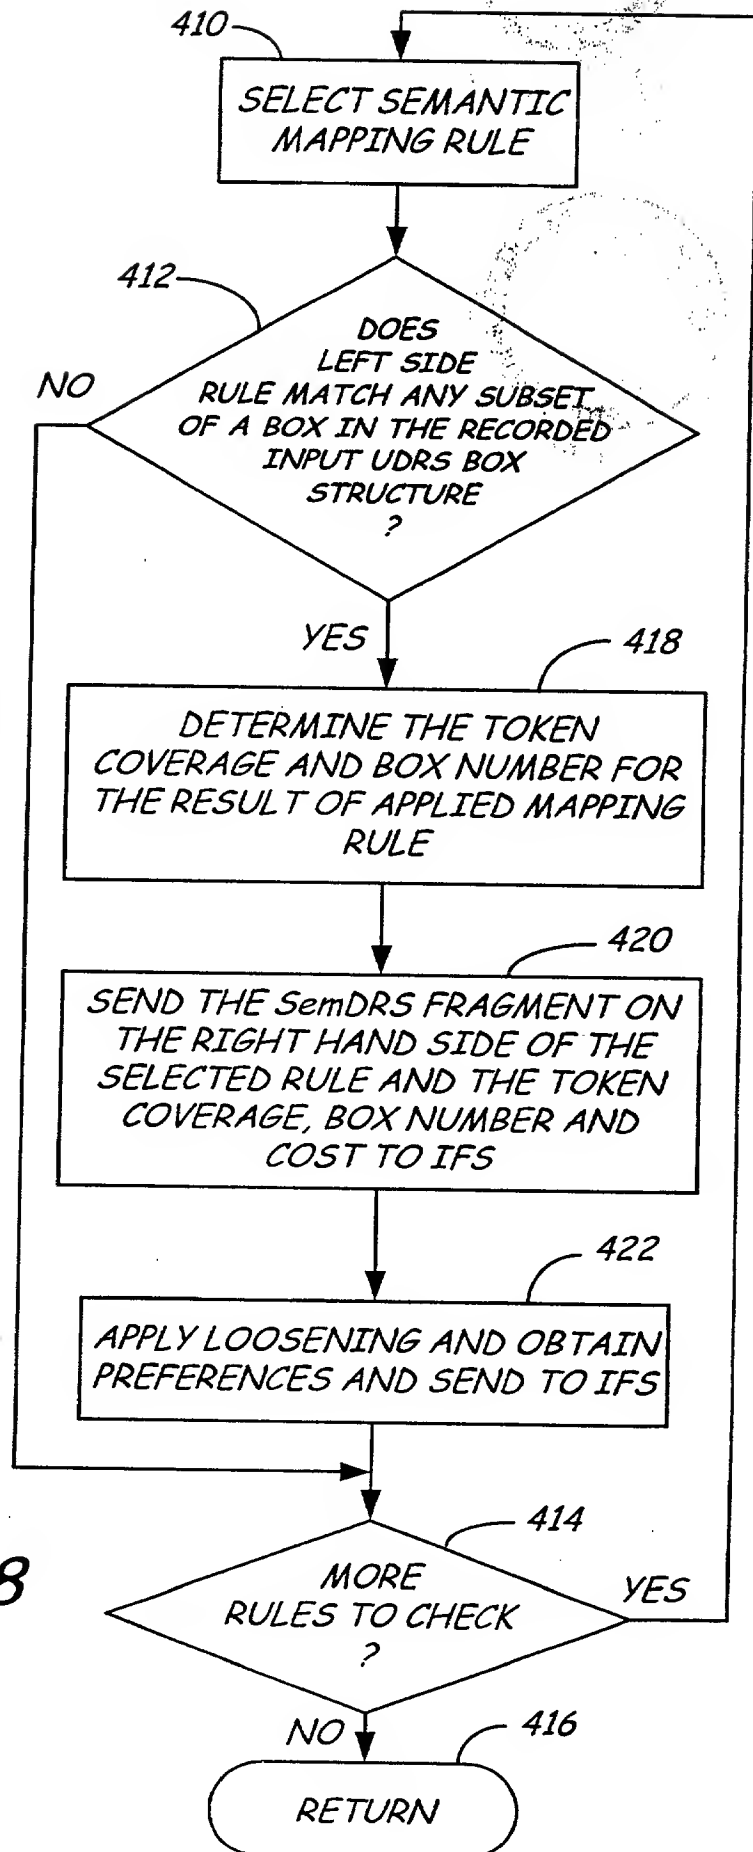 410
SELECT SEMANTIC
MAPPING RULE
412
DOES
LEFT SIDE
RULE MATCH ANY SUBSET
OF A BOX IN THE RECORDED
INPUT UDRS BOX
STRUCTURE
?
NO
YES
418
DETERMINE THE TOKEN
COVERAGE AND BOX NUMBER FOR
THE RESULT OF APPLIED MAPPING
RULE
420
SEND THE SemDRS FRAGMENT ON
THE RIGHT HAND SIDE OF THE
SELECTED RULE AND THE TOKEN
COVERAGE, BOX NUMBER AND
COST TO IFS
422
APPLY LOOSENING AND OBTAIN
PREFERENCES AND SEND TO IFS
414
8
MORE
RULES TO CHECK
?
YES
NO
416
RETURN